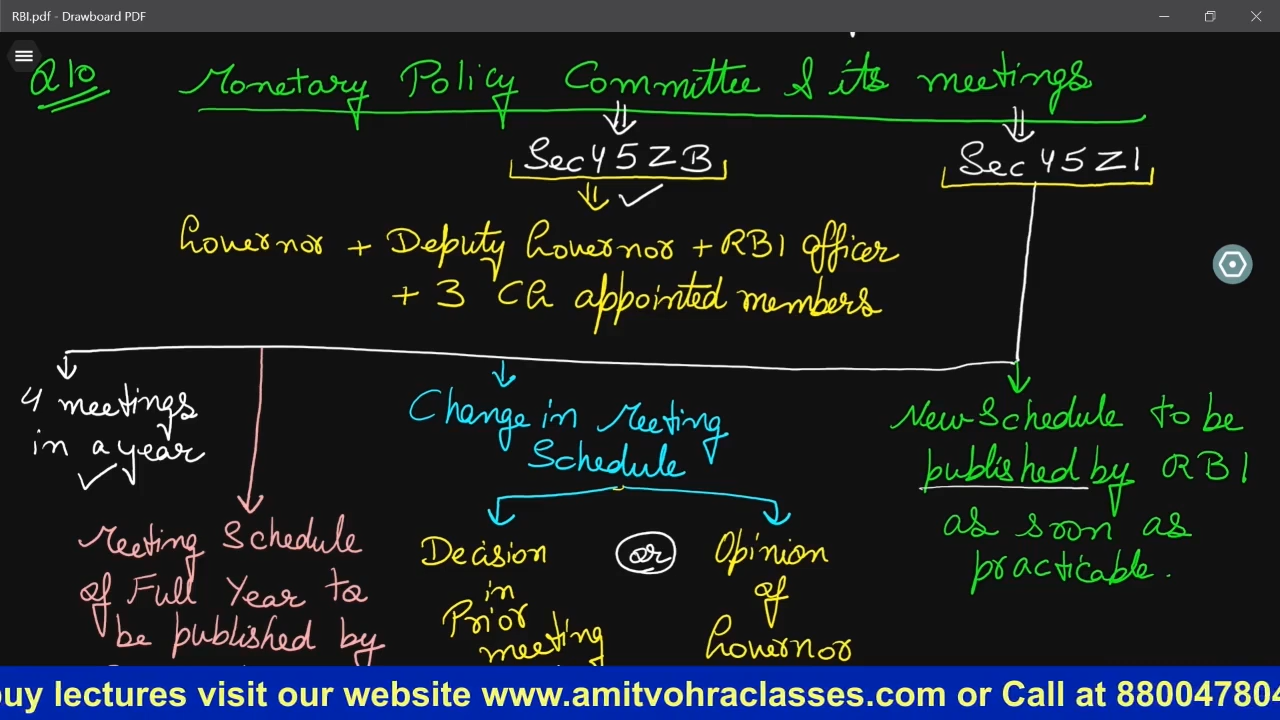 RBI.pdf - Drawboard PDF
Q10 Monetary Policy Committee & its meetings
Sec 45ZB
Sec 45ZI
Governor + Deputy Governor + RBI officer
+ 3 CG appointed members
4 meetings
in a year
Meeting Schedule
of Full Year to
be published by
Change in Meeting
Schedule
Decision
in
Prior
meeting
or
Opinion
of
Governor
New Schedule to be
published by RBI
as soon as
practicable.
buy lectures visit our website www.amitvohraclasses.com or Call at 880047804